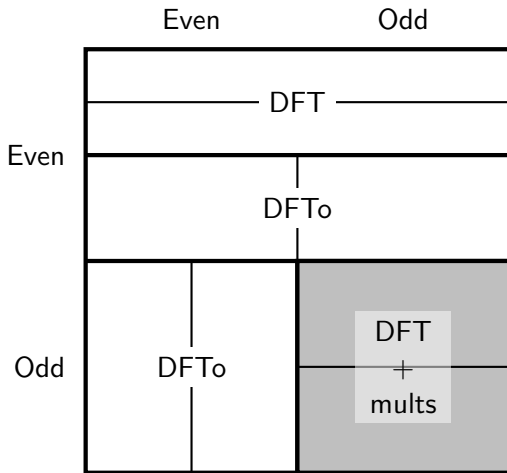 Even Odd
DFT
Even
DFTo
Odd
DFTo
DFT
+
mults